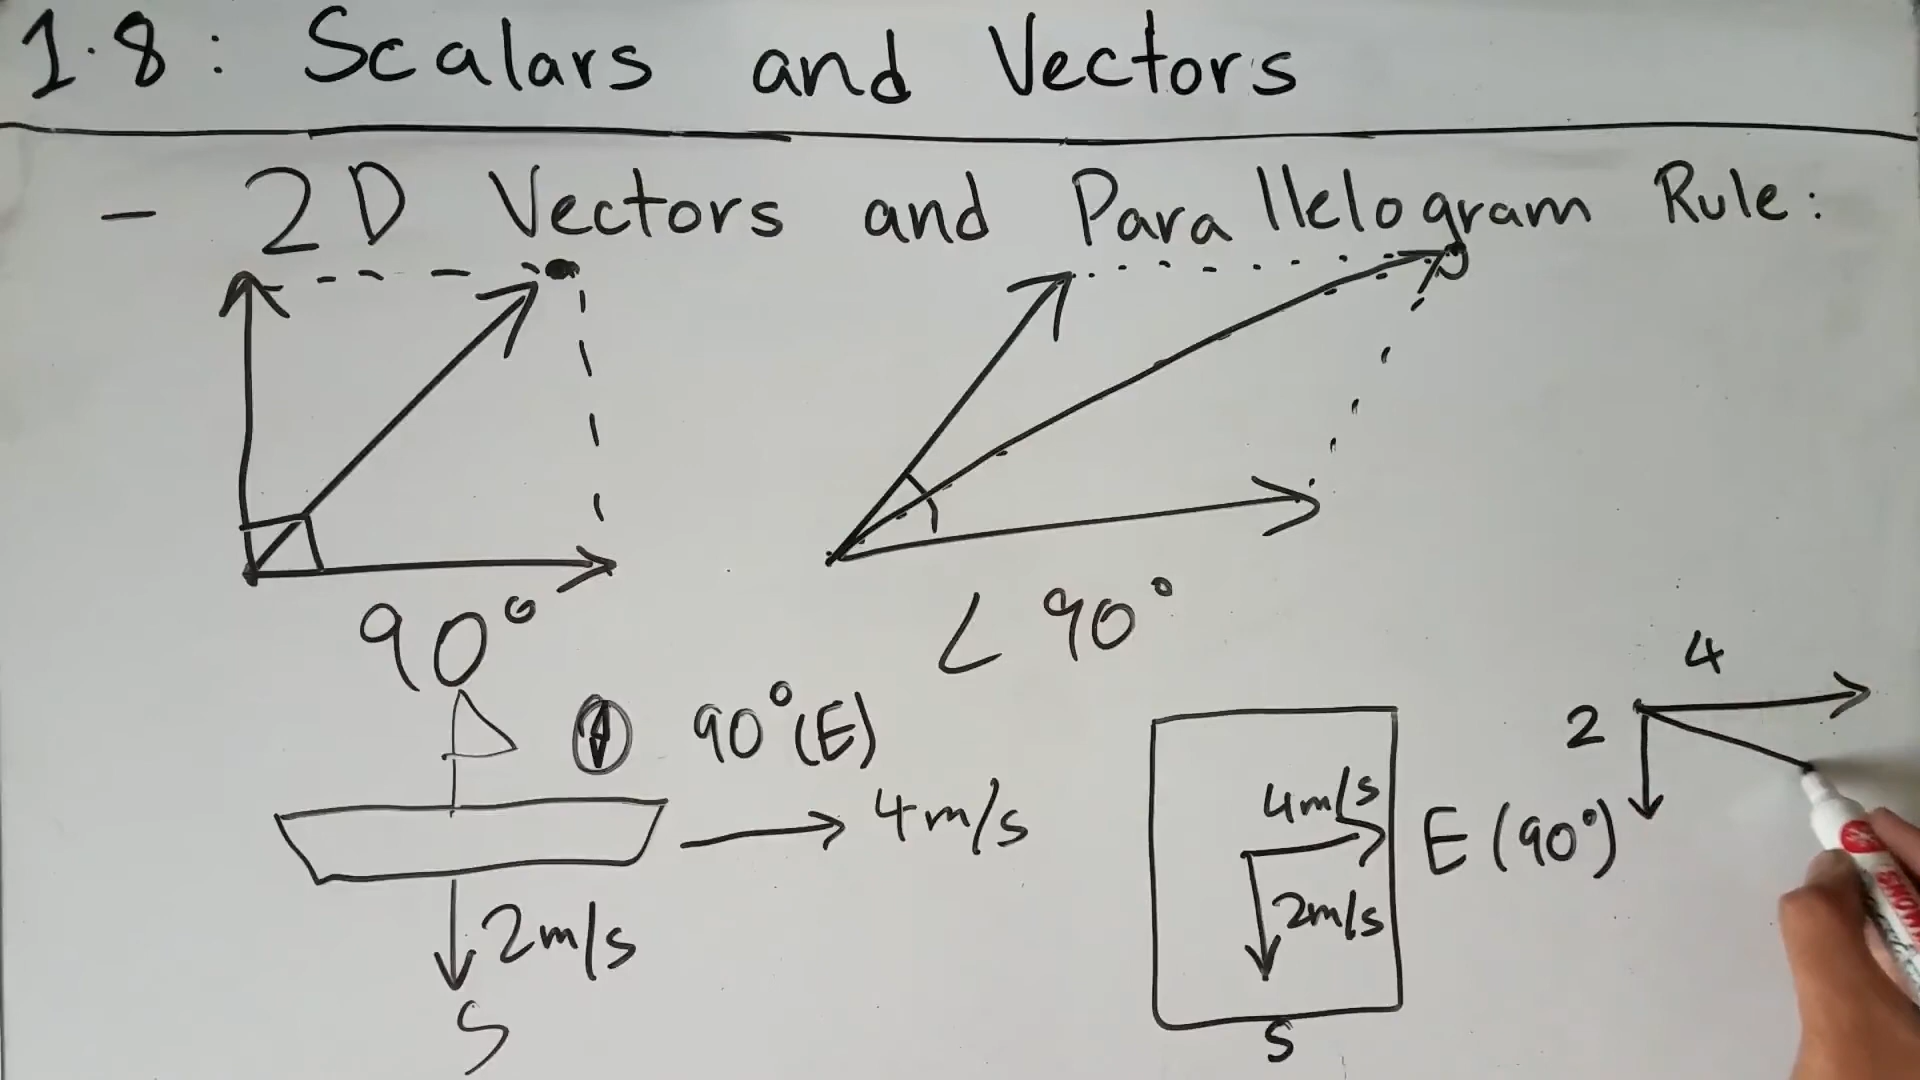 1.8: Scalars and Vectors
- 2D Vectors and Parallelogram Rule:
90°
∠ 90°
90°(E)
4m/s
2m/s
S
4m/s
2m/s
E (90°)
S
4
2
SNOWMAN